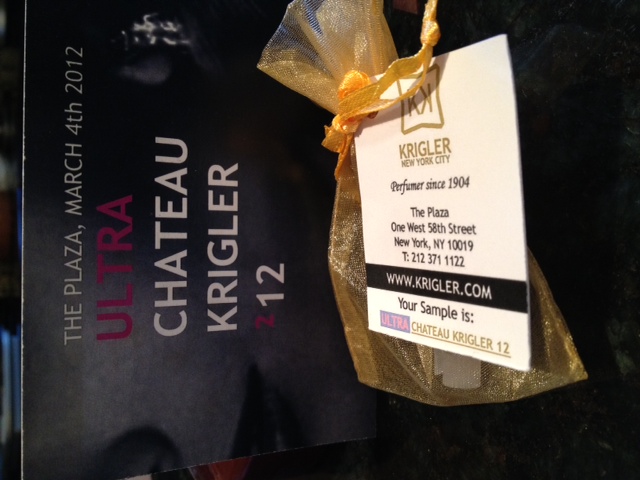 THE PLAZA, MARCH 4th 2012
ULTRA
CHATEAU
KRIGLER
212
KK
KRIGLER
NEW YORK CITY
Perfumer since 1904
The Plaza
One West 58th Street
New York, NY 10019
T: 212 371 1122
WWW.KRIGLER.COM
Your Sample is:
ULTRA CHATEAU KRIGLER 12